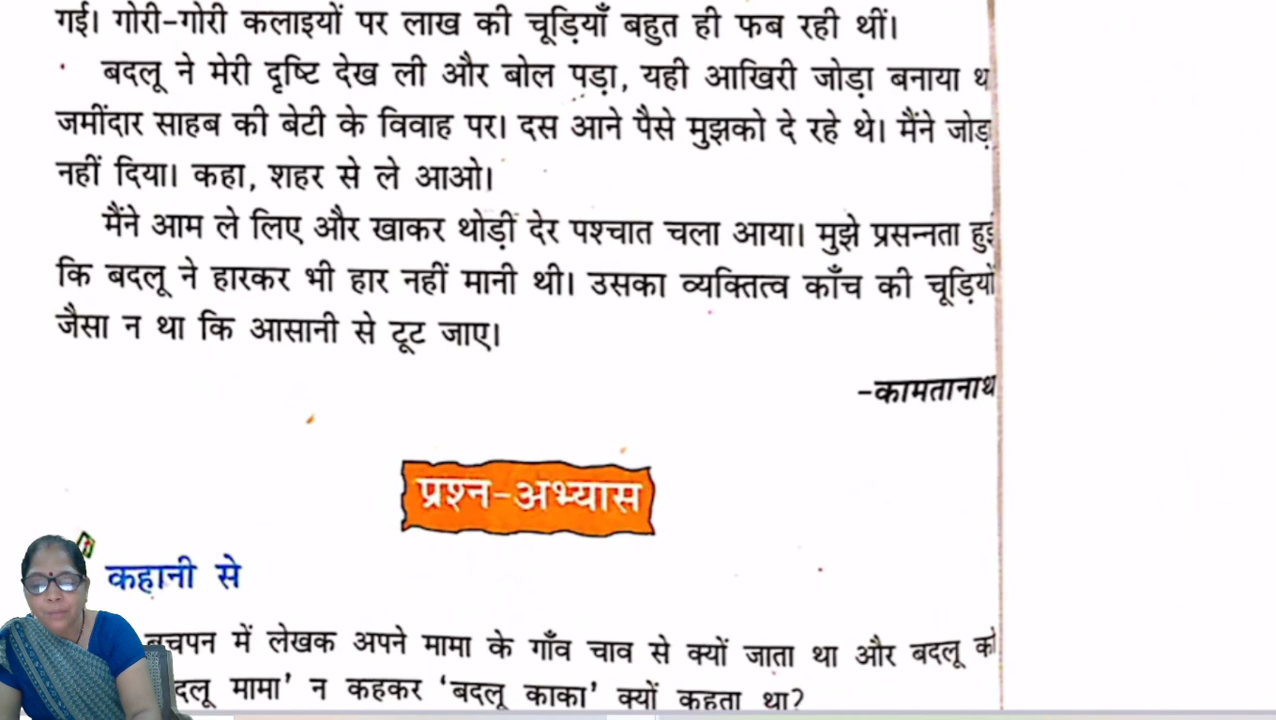 गई। गोरी-गोरी कलाइयों पर लाख की चूड़ियाँ बहुत ही फब रही थीं।
बदलू ने मेरी दृष्टि देख ली और बोल पड़ा, यही आखिरी जोड़ा बनाया थ
जमींदार साहब की बेटी के विवाह पर। दस आने पैसे मुझको दे रहे थे। मैंने जोड़
नहीं दिया। कहा, शहर से ले आओ।
मैंने आम ले लिए और खाकर थोड़ी देर पश्चात चला आया। मुझे प्रसन्नता हुई
कि बदलू ने हारकर भी हार नहीं मानी थी। उसका व्यक्तित्व काँच की चूड़ियों
जैसा न था कि आसानी से टूट जाए।
-कामतानाथ
प्रश्न-अभ्यास
कहानी से
बचपन में लेखक अपने मामा के गाँव चाव से क्यों जाता था और बदलू को
दलू मामा' न कहकर 'बदलू काका' क्यों कहता था?